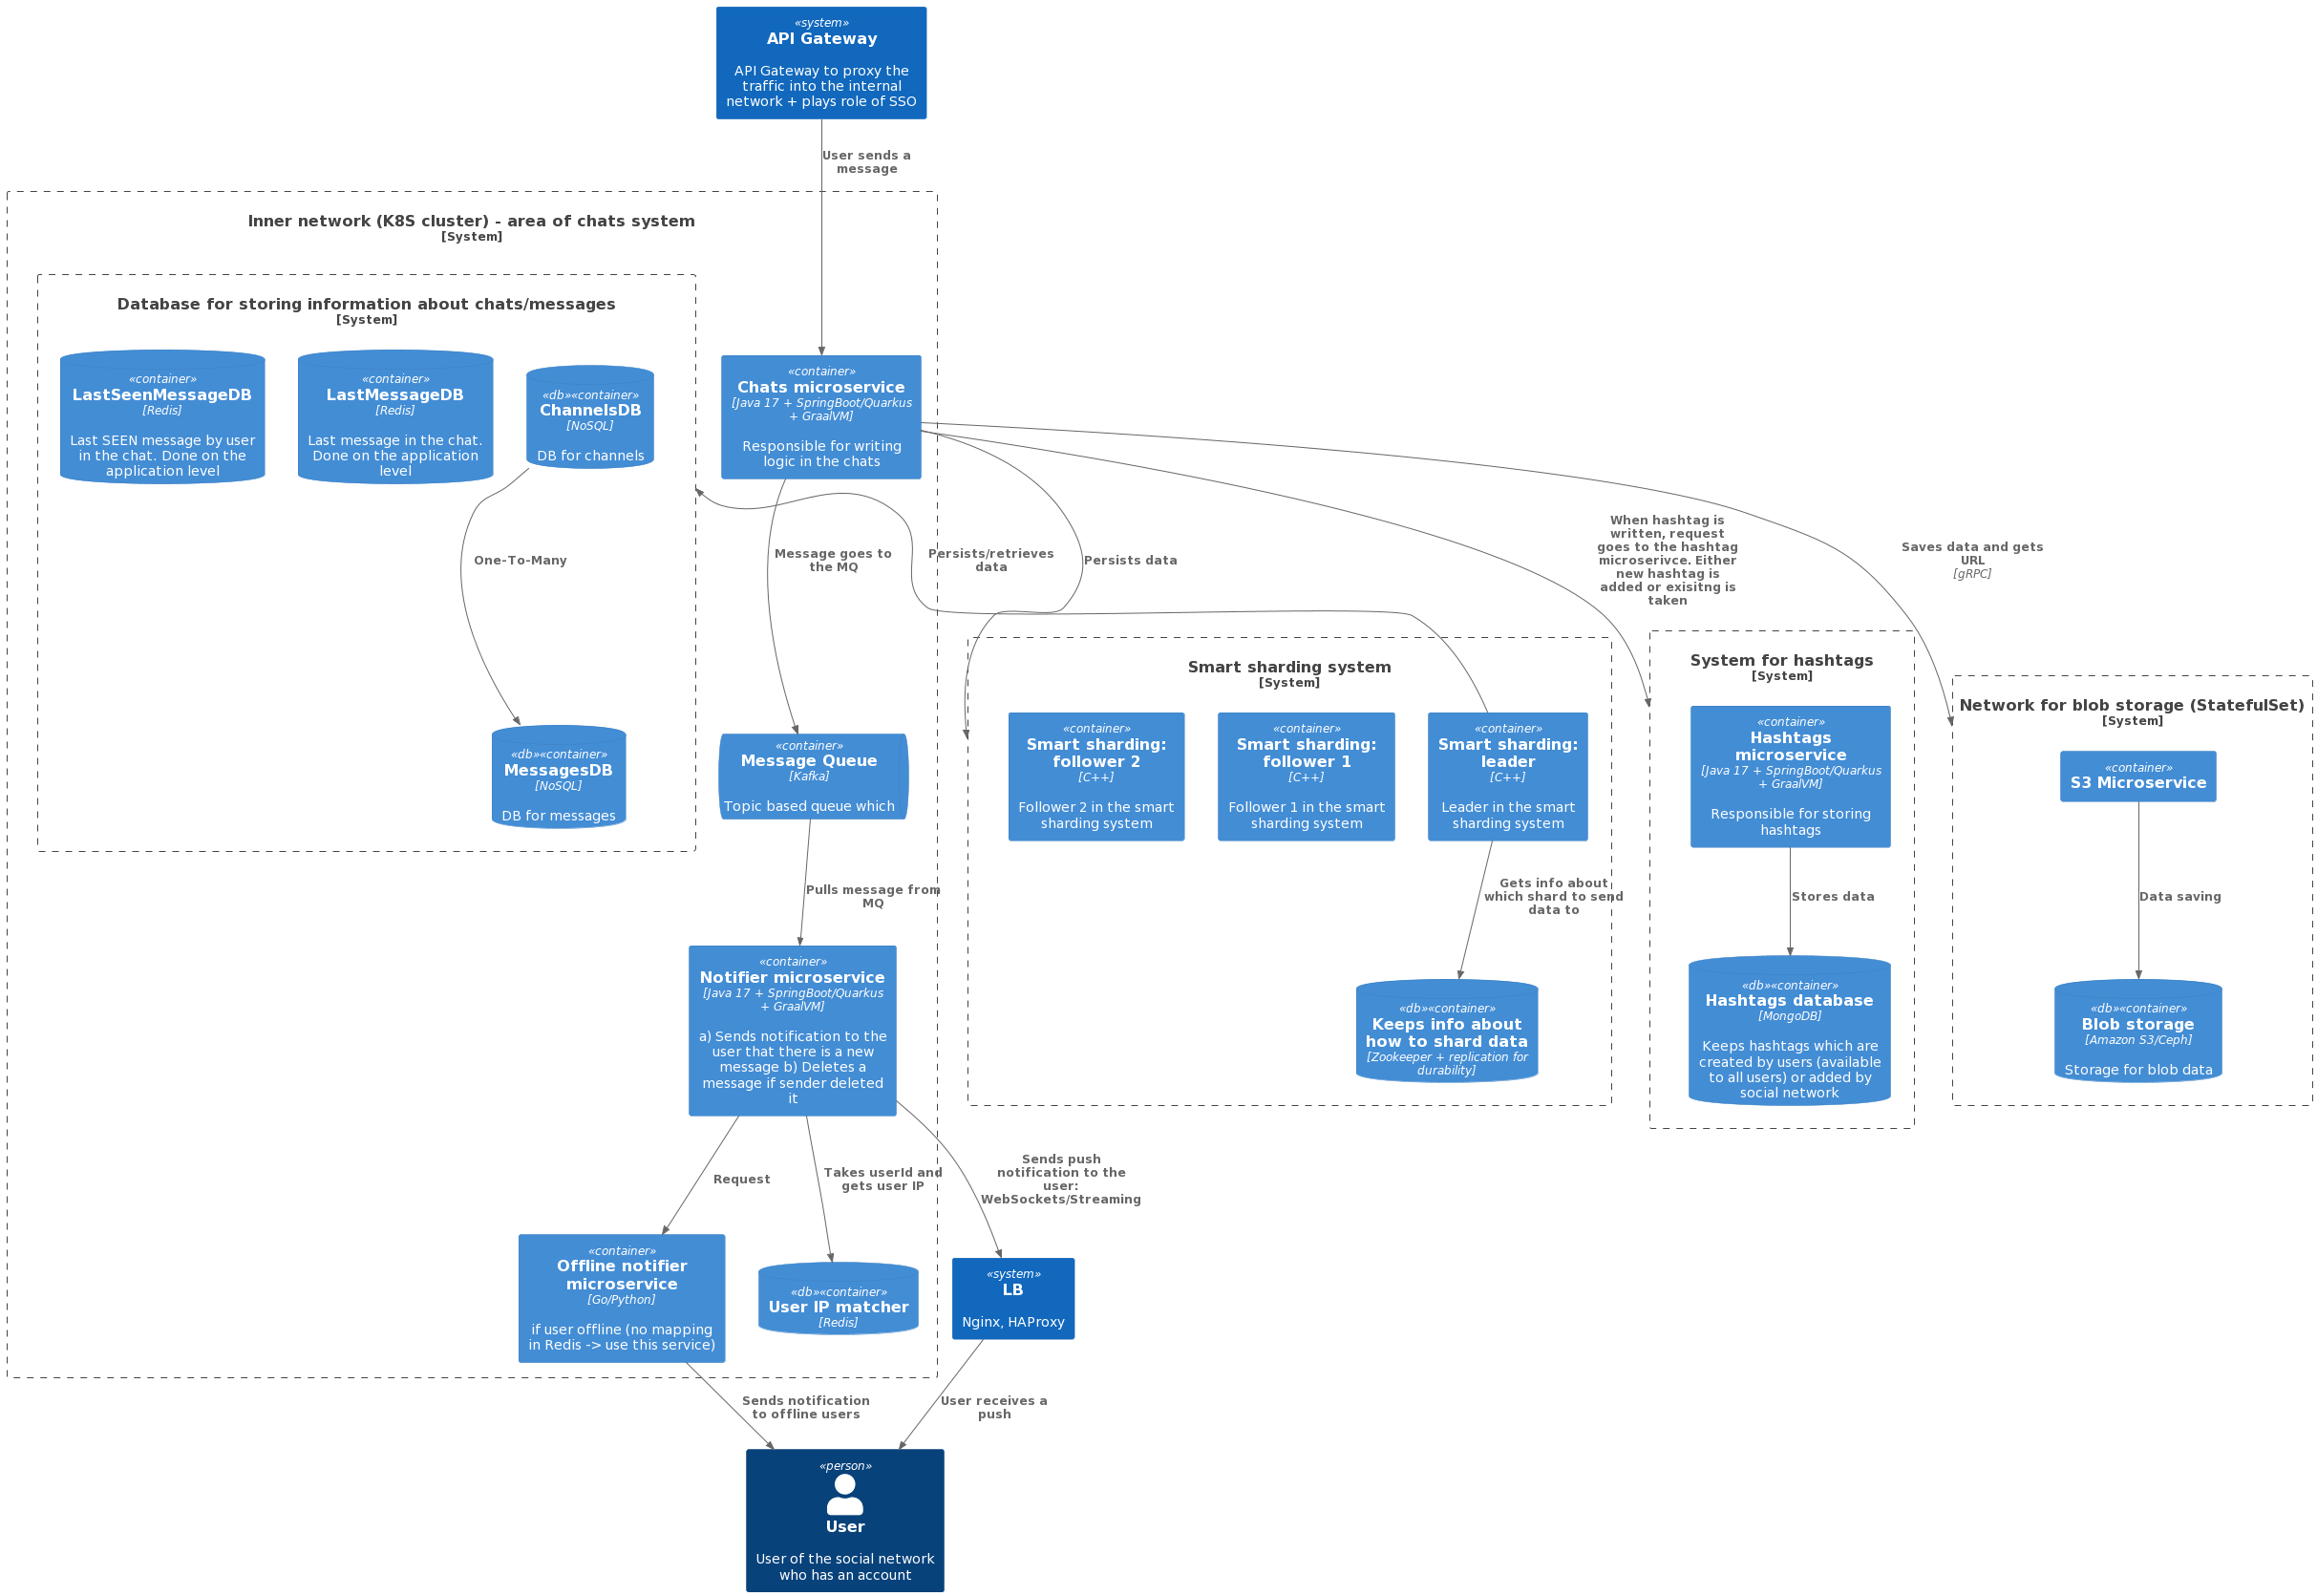 «system»
API Gateway
API Gateway to proxy the
traffic into the internal
network + plays role of SSO
User sends a
message
Inner network (K8S cluster) - area of chats system
[System]
Database for storing information about chats/messages
[System]
«container»
LastSeenMessageDB
[Redis]
Last SEEN message by user
in the chat. Done on the
application level
«container»
LastMessageDB
[Redis]
Last message in the chat.
Done on the application
level
«db»«container»
ChannelsDB
[NoSQL]
DB for channels
«container»
Chats microservice
[Java 17 + SpringBoot/Quarkus
+ GraalVM]
Responsible for writing
logic in the chats
One-To-Many
Message goes to
the MQ
Persists/retrieves
data
Persists data
When hashtag is
written, request
goes to the hashtag
microserivce. Either
new hashtag is
added or exisitng is
taken
Saves data and gets
URL
[gRPC]
«db»«container»
MessagesDB
[NoSQL]
DB for messages
«container»
Message Queue
[Kafka]
Topic based queue which
Smart sharding system
[System]
«container»
Smart sharding:
follower 2
[C++]
Follower 2 in the smart
sharding system
«container»
Smart sharding:
follower 1
[C++]
Follower 1 in the smart
sharding system
«container»
Smart sharding:
leader
[C++]
Leader in the smart
sharding system
System for hashtags
[System]
«container»
Hashtags
microservice
[Java 17 + SpringBoot/Quarkus
+ GraalVM]
Responsible for storing
hashtags
Network for blob storage (StatefulSet)
[System]
«container»
S3 Microservice
Pulls message from
MQ
Gets info about
which shard to send
data to
Stores data
Data saving
«container»
Notifier microservice
[Java 17 + SpringBoot/Quarkus
+ GraalVM]
a) Sends notification to the
user that there is a new
message b) Deletes a
message if sender deleted
it
«db»«container»
Keeps info about
how to shard data
[Zookeeper + replication for
durability]
«db»«container»
Hashtags database
[MongoDB]
Keeps hashtags which are
created by users (available
to all users) or added by
social network
«db»«container»
Blob storage
[Amazon S3/Ceph]
Storage for blob data
Request
Takes userId and
gets user IP
Sends push
notification to the
user:
WebSockets/Streaming
«container»
Offline notifier
microservice
[Go/Python]
if user offline (no mapping
in Redis -> use this service)
«db»«container»
User IP matcher
[Redis]
«system»
LB
Nginx, HAProxy
Sends notification
to offline users
User receives a
push
«person»
User
User of the social network
who has an account